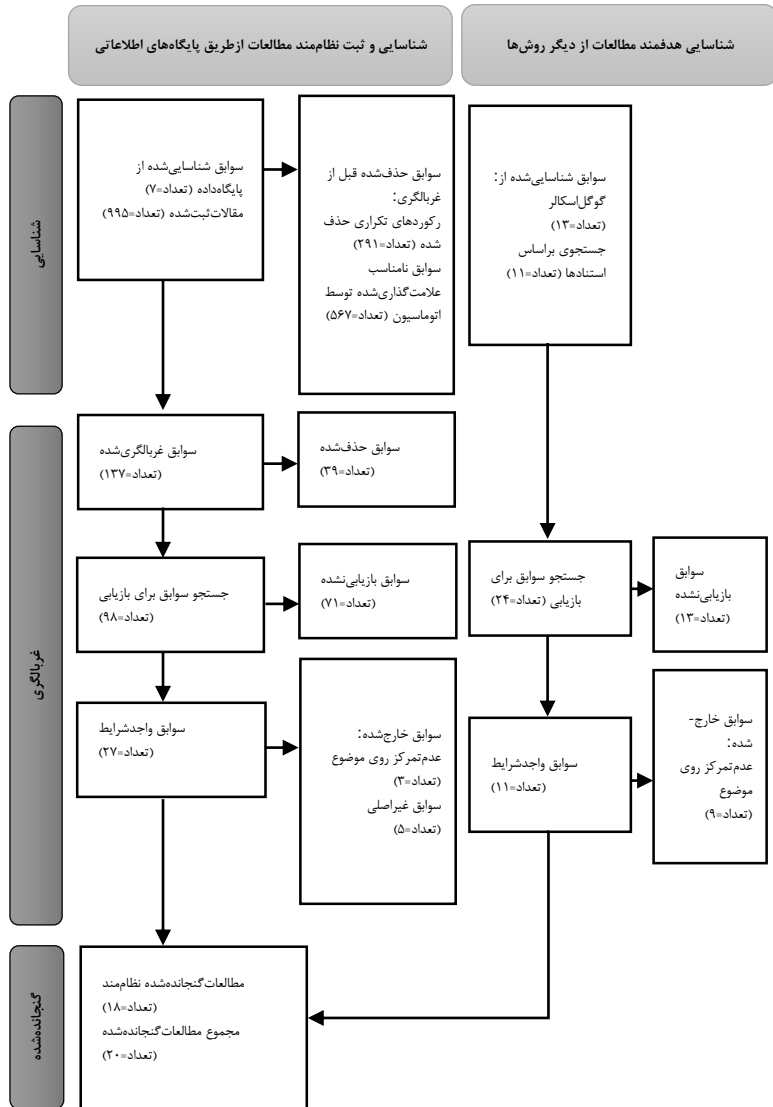 شناسایی هدفمند مطالعات از دیگر روش‌ها
شناسایی و ثبت نظام‌مند مطالعات ازطریق پایگاه‌های اطلاعاتی
شناسایی
سوابق شناسایی‌شده از
پایگاه‌داده (تعداد=۷)
مقالات‌ثبت‌شده (تعداد=۹۹۵)
سوابق حذف‌شده قبل از
غربالگری:
رکوردهای تکراری حذف
شده (تعداد=۲۹۱)
سوابق نامناسب
علامت‌گذاری‌شده توسط
اتوماسیون (تعداد=۵۶۷)
سوابق شناسایی‌شده از:
گوگل‌اسکالر
(تعداد=۱۳)
جستجوی براساس
استنادها (تعداد=۱۱)
غربالگری
سوابق غربالگری‌شده
(تعداد=۱۳۷)
سوابق حذف‌شده
(تعداد=۳۹)
جستجو سوابق برای بازیابی
(تعداد=۹۸)
سوابق بازیابی‌نشده
(تعداد=۷۱)
جستجو سوابق برای
بازیابی (تعداد=۲۴)
سوابق
بازیابی‌نشده
(تعداد=۱۳)
سوابق واجدشرایط
(تعداد=۲۷)
سوابق خارج‌شده:
عدم‌تمرکز روی موضوع
(تعداد=۳)
سوابق غیراصلی
(تعداد=۵)
سوابق واجدشرایط
(تعداد=۱۱)
سوابق خارج-
شده:
عدم‌تمرکز روی
موضوع
(تعداد=۹)
گنجانده‌شده
مطالعات گنجانده‌شده نظام‌مند
(تعداد=۱۸)
مجموع مطالعات گنجانده‌شده
(تعداد=۲۰)